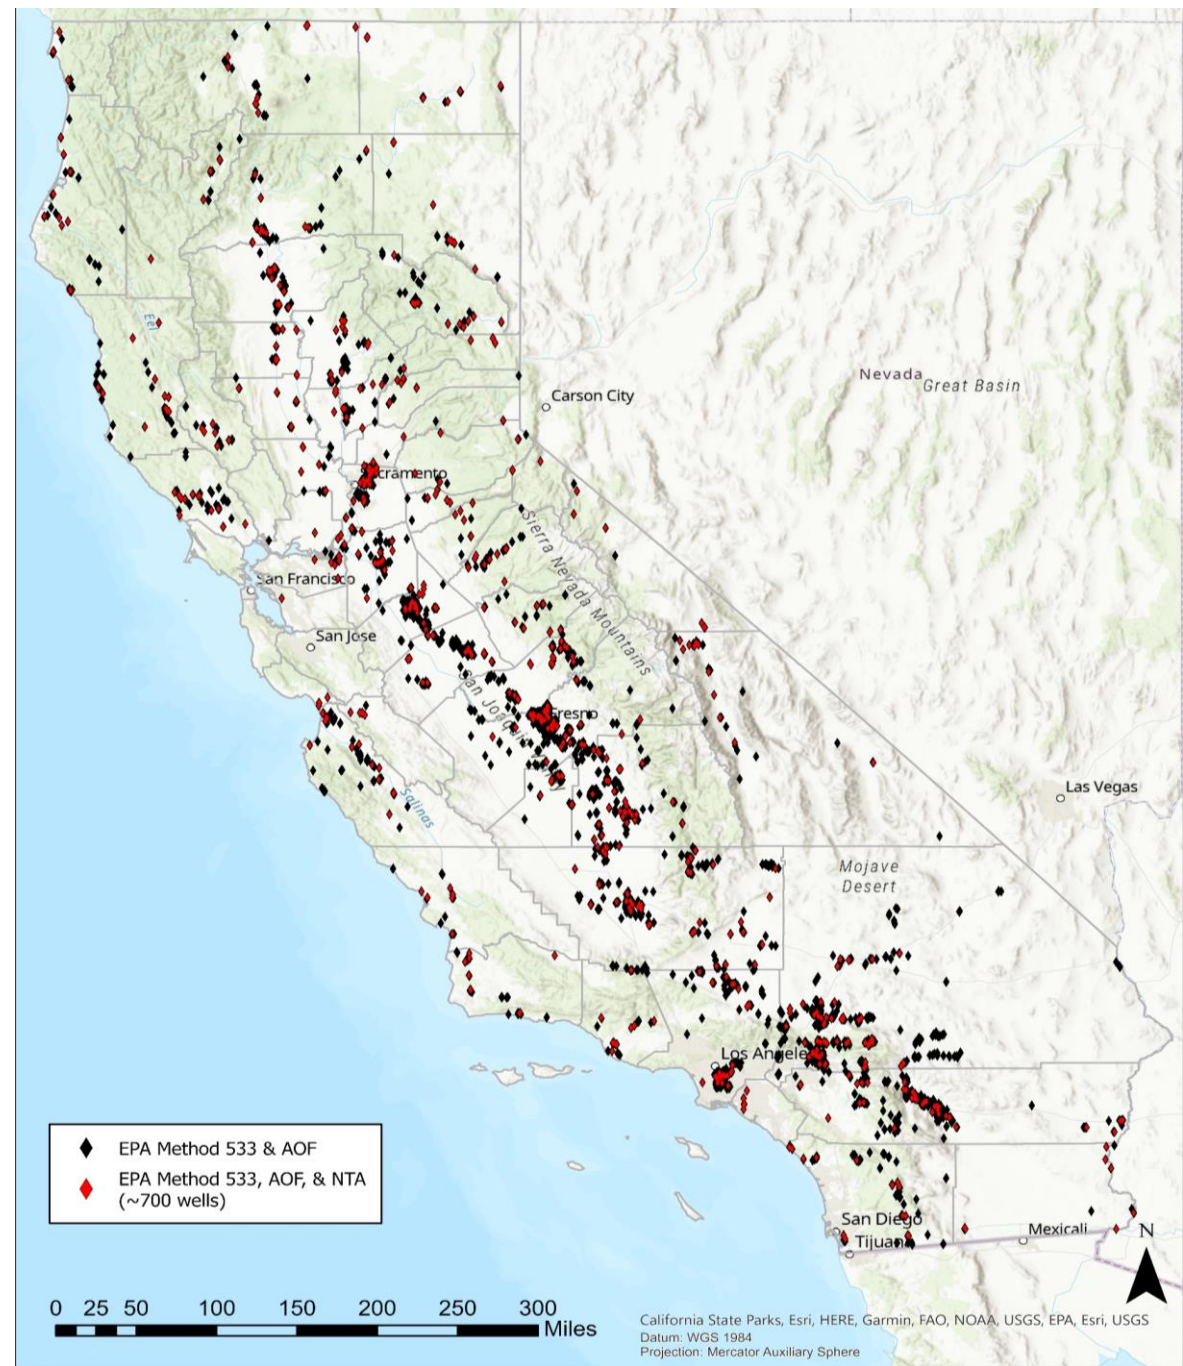 Eel
Nevada
Great Basin
Carson City
cramento
Sierra Nevada Mountains
San Francisco
San Jose
San Joaquin
Fresno
Salinas
Las Vegas
Mojave
Desert
Los Angele
San Diego
Tijuana
Mexicali
N
EPA Method 533 & AOF
EPA Method 533, AOF, & NTA
(~700 wells)
0 25 50 100 150 200 250 300
Miles
California State Parks, Esri, HERE, Garmin, FAO, NOAA, USGS, EPA, Esri, USGS
Datum: WGS 1984
Projection: Mercator Auxiliary Sphere